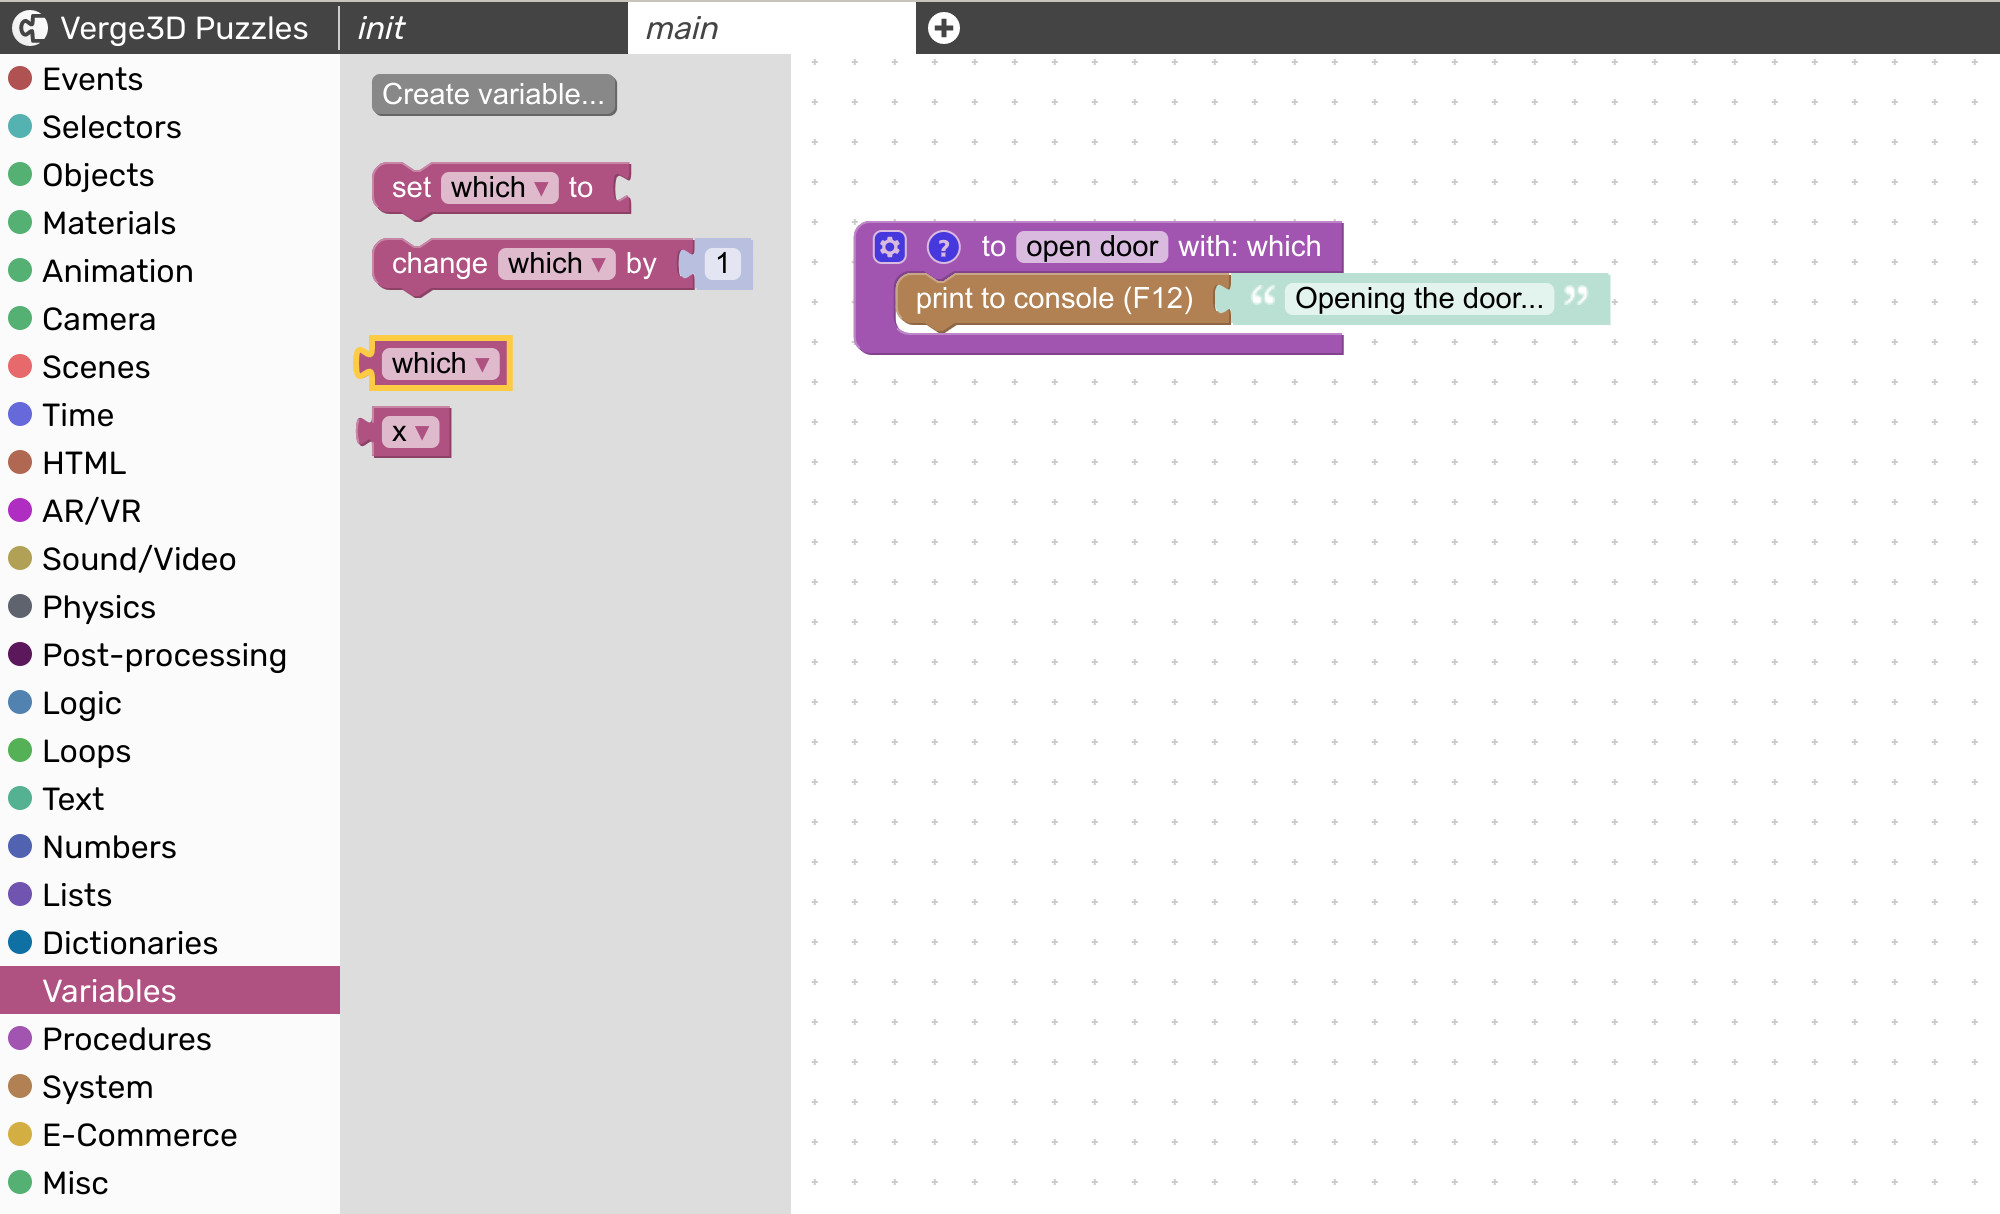 Verge3D Puzzles
init
main
Events
Selectors
Objects
Materials
Animation
Camera
Scenes
Time
HTML
AR/VR
Sound/Video
Physics
Post-processing
Logic
Loops
Text
Numbers
Lists
Dictionaries
Variables
Procedures
System
E-Commerce
Misc
Create variable...
set which ▼ to
change which ▼ by 1
which ▼
x ▼
? to open door with: which
print to console (F12) “ Opening the door... ”